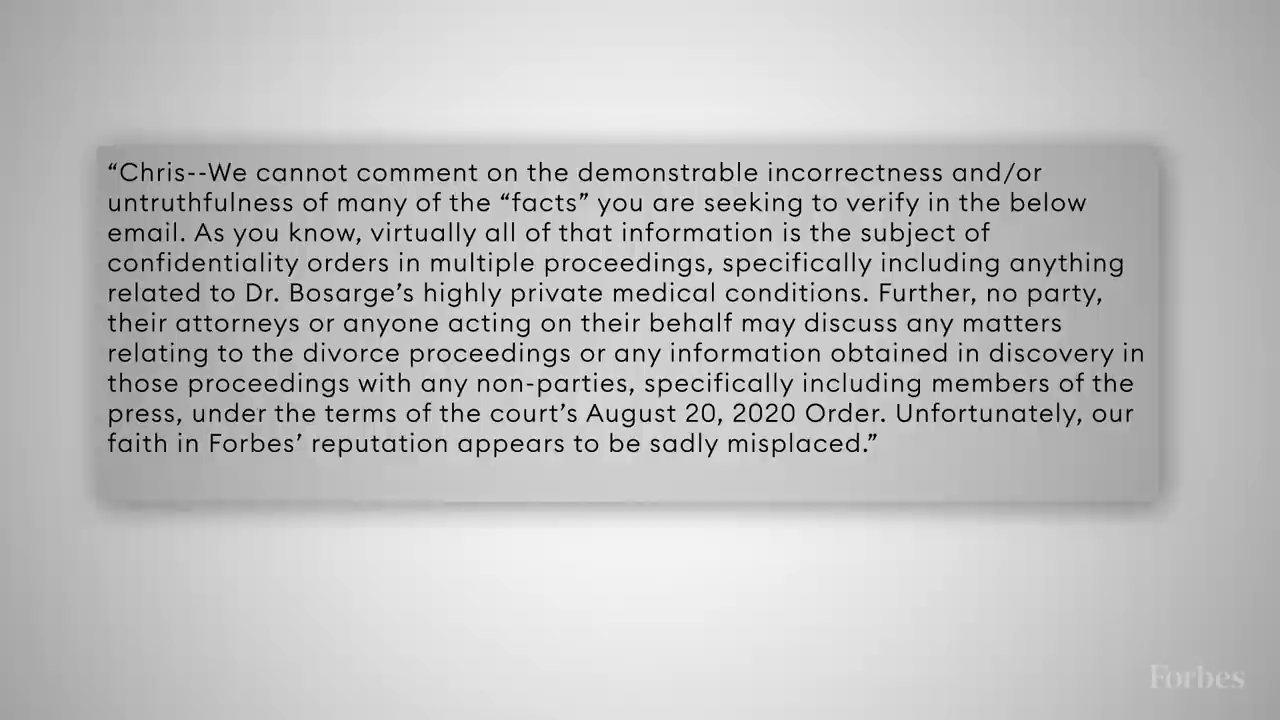 “Chris--We cannot comment on the demonstrable incorrectness and/or
untruthfulness of many of the “facts” you are seeking to verify in the below
email. As you know, virtually all of that information is the subject of
confidentiality orders in multiple proceedings, specifically including anything
related to Dr. Bosarge’s highly private medical conditions. Further, no party,
their attorneys or anyone acting on their behalf may discuss any matters
relating to the divorce proceedings or any information obtained in discovery in
those proceedings with any non-parties, specifically including members of the
press, under the terms of the court’s August 20, 2020 Order. Unfortunately, our
faith in Forbes’ reputation appears to be sadly misplaced.”
Forbes